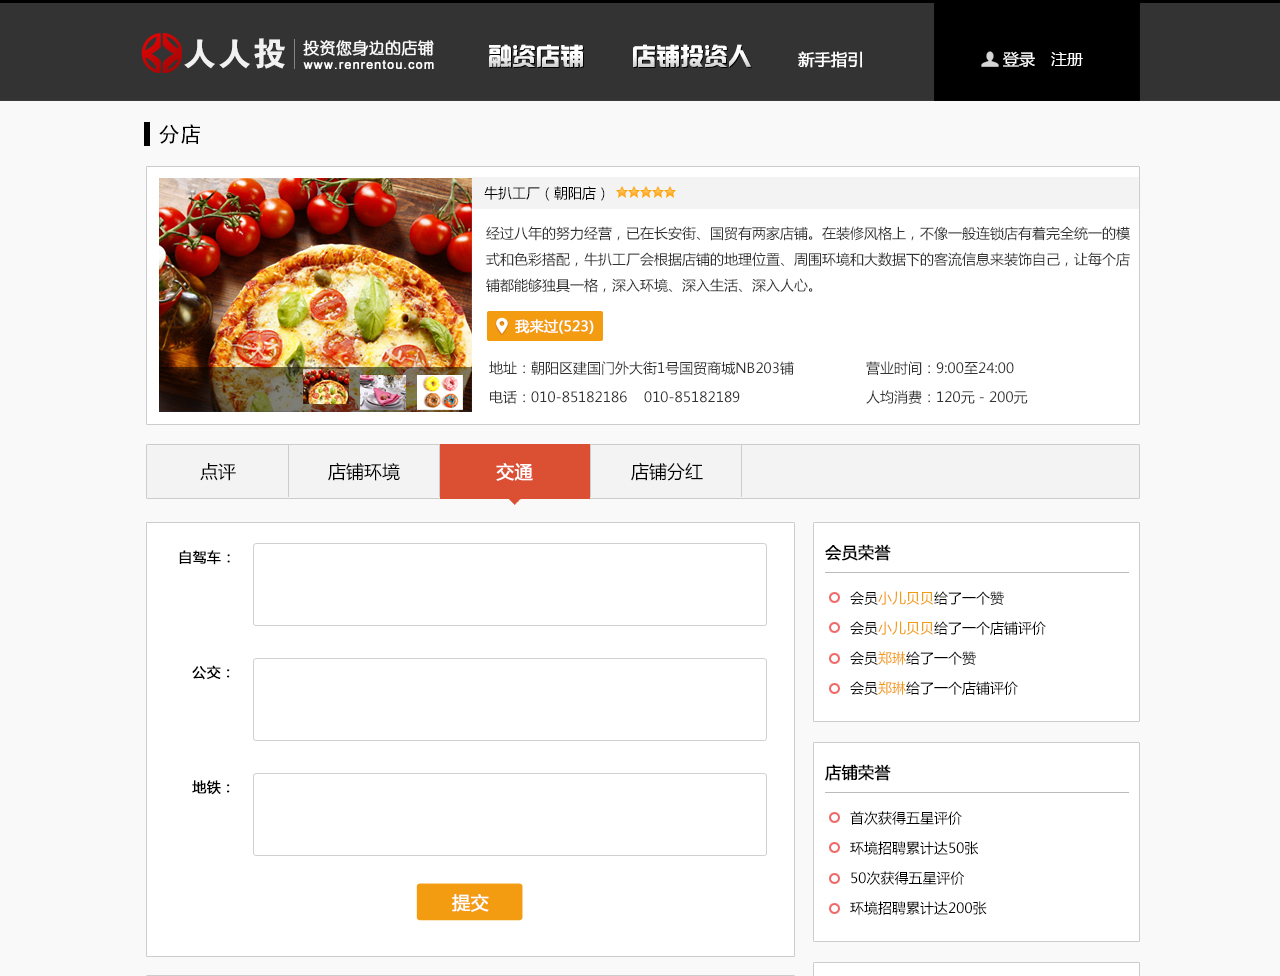 人人投 投资您身边的店铺
www.renrentou.com
融资店铺 店铺投资人 新手指引 登录 注册
分店
牛扒工厂（朝阳店）
经过八年的努力经营，已在长安街、国贸有两家店铺。在装修风格上，不像一般连锁店有着完全统一的模
式和色彩搭配，牛扒工厂会根据店铺的地理位置、周围环境和大数据下的客流信息来装饰自己，让每个店
铺都能够独具一格，深入环境、深入生活、深入人心。
我来过(523)
地址：朝阳区建国门外大街1号国贸商城NB203铺 营业时间：9:00至24:00
电话：010-85182186 010-85182189 人均消费：120元 - 200元
点评 店铺环境 交通 店铺分红
自驾车：
公交：
地铁：
提交
会员荣誉
会员小儿贝贝给了一个赞
会员小儿贝贝给了一个店铺评价
会员郑琳给了一个赞
会员郑琳给了一个店铺评价
店铺荣誉
首次获得五星评价
环境招聘累计达50张
50次获得五星评价
环境招聘累计达200张